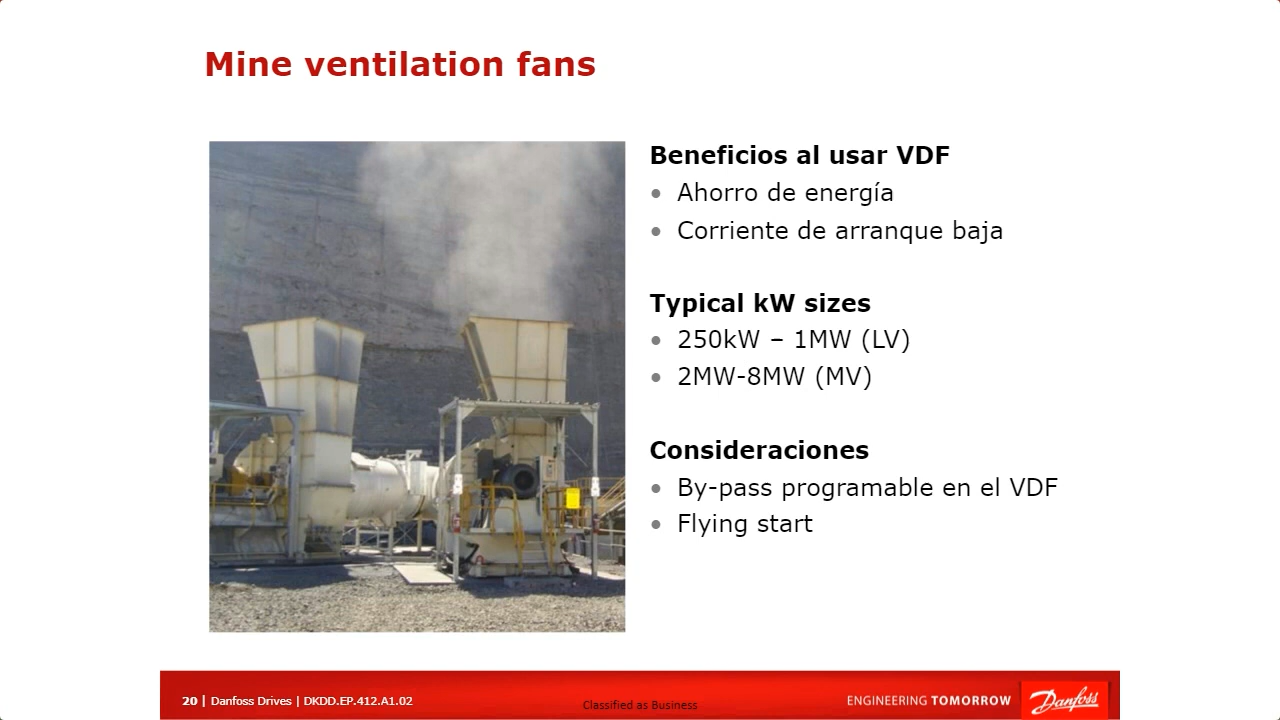 Mine ventilation fans
Beneficios al usar VDF
• Ahorro de energía
• Corriente de arranque baja
Typical kW sizes
• 250kW – 1MW (LV)
• 2MW-8MW (MV)
Consideraciones
• By-pass programable en el VDF
• Flying start
20 | Danfoss Drives | DKDD.EP.412.A1.02
Classified as Business
ENGINEERING TOMORROW
Danfoss